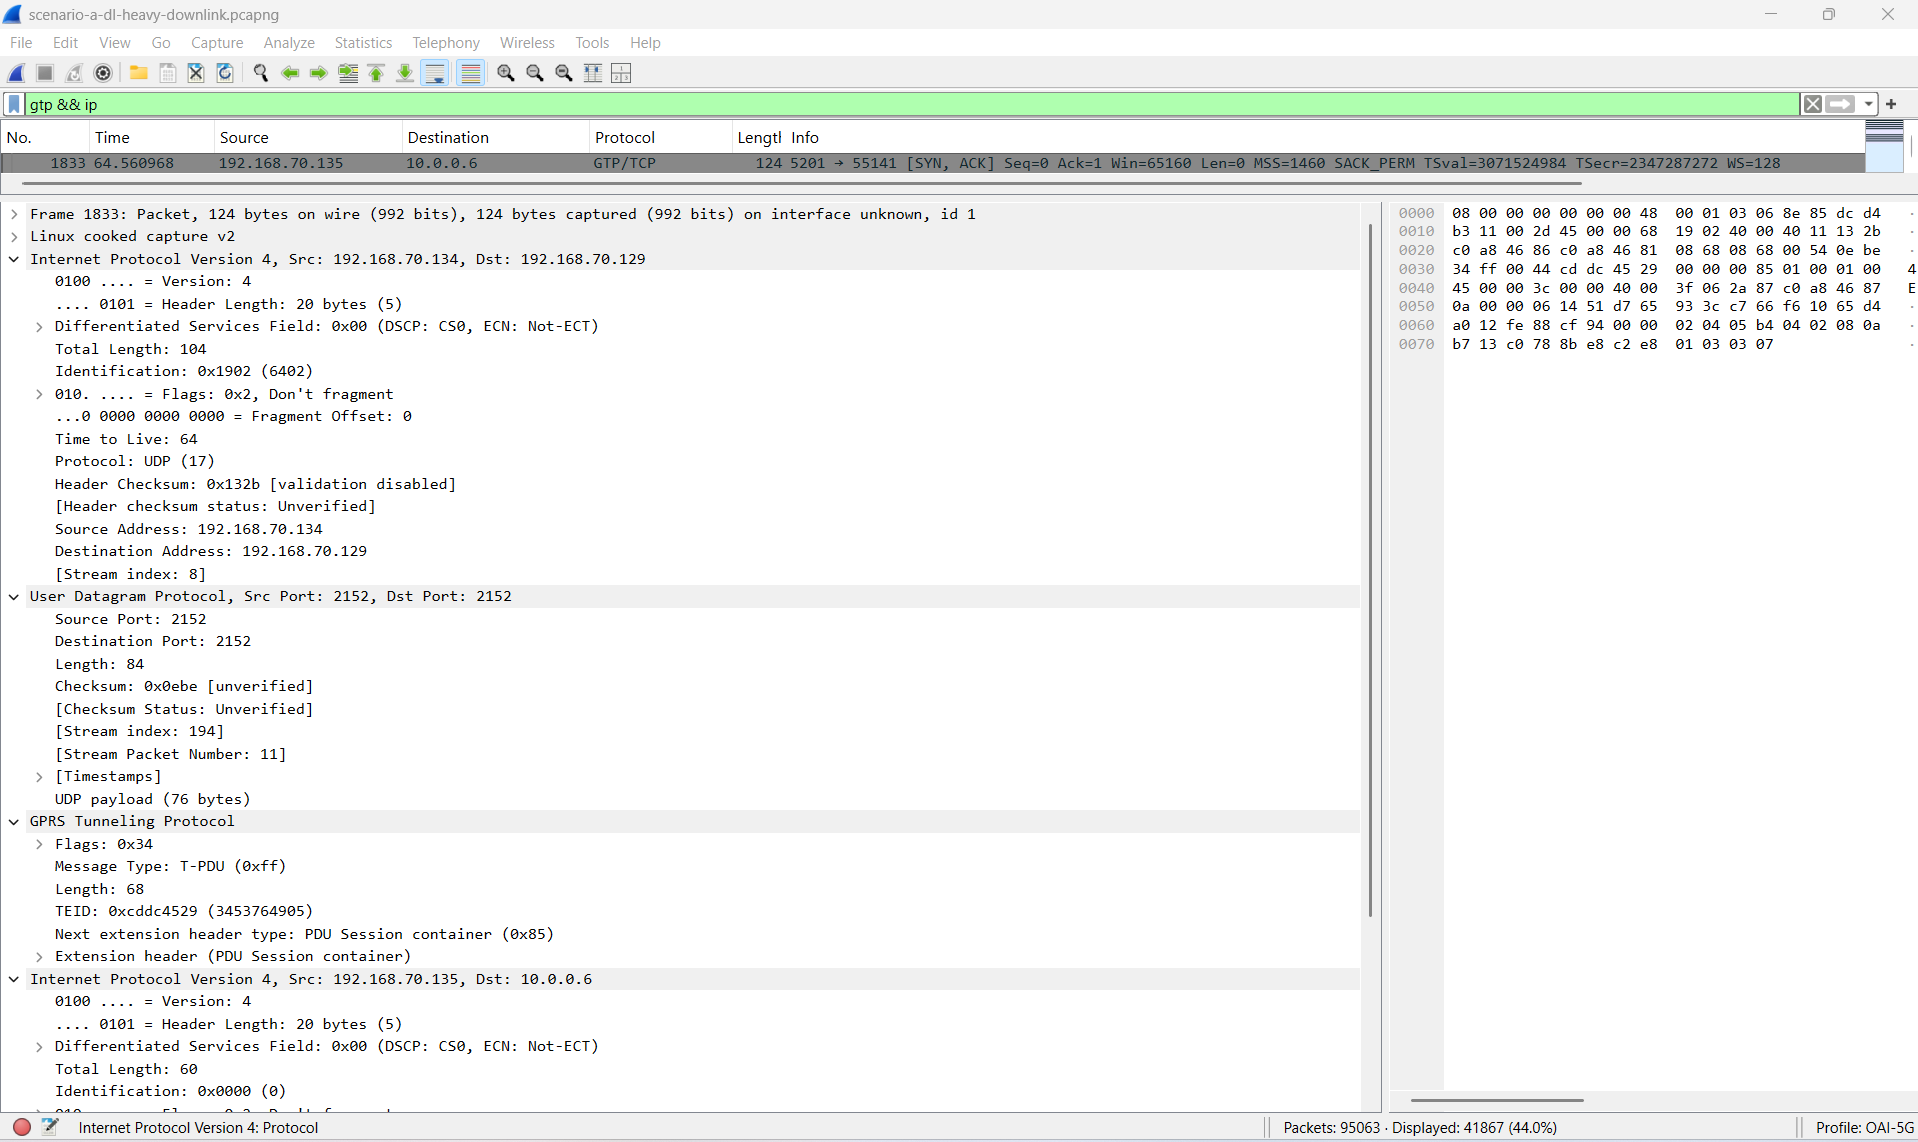 scenario-a-dl-heavy-downlink.pcapng
File Edit View Go Capture Analyze Statistics Telephony Wireless Tools Help
gtp && ip
No. Time Source Destination Protocol Lengtl Info
1833 64.560968 192.168.70.135 10.0.0.6 GTP/TCP 124 5201 → 55141 [SYN, ACK] Seq=0 Ack=1 Win=65160 Len=0 MSS=1460 SACK_PERM TSval=3071524984 TSecr=2347287272 WS=128
Frame 1833: Packet, 124 bytes on wire (992 bits), 124 bytes captured (992 bits) on interface unknown, id 1
Linux cooked capture v2
Internet Protocol Version 4, Src: 192.168.70.134, Dst: 192.168.70.129
0100 .... = Version: 4
.... 0101 = Header Length: 20 bytes (5)
Differentiated Services Field: 0x00 (DSCP: CS0, ECN: Not-ECT)
Total Length: 104
Identification: 0x1902 (6402)
010. .... = Flags: 0x2, Don't fragment
...0 0000 0000 0000 = Fragment Offset: 0
Time to Live: 64
Protocol: UDP (17)
Header Checksum: 0x132b [validation disabled]
[Header checksum status: Unverified]
Source Address: 192.168.70.134
Destination Address: 192.168.70.129
[Stream index: 8]
User Datagram Protocol, Src Port: 2152, Dst Port: 2152
Source Port: 2152
Destination Port: 2152
Length: 84
Checksum: 0x0ebe [unverified]
[Checksum Status: Unverified]
[Stream index: 194]
[Stream Packet Number: 11]
[Timestamps]
UDP payload (76 bytes)
GPRS Tunneling Protocol
Flags: 0x34
Message Type: T-PDU (0xff)
Length: 68
TEID: 0xcddc4529 (3453764905)
Next extension header type: PDU Session container (0x85)
Extension header (PDU Session container)
Internet Protocol Version 4, Src: 192.168.70.135, Dst: 10.0.0.6
0100 .... = Version: 4
.... 0101 = Header Length: 20 bytes (5)
Differentiated Services Field: 0x00 (DSCP: CS0, ECN: Not-ECT)
Total Length: 60
Identification: 0x0000 (0)
0000 08 00 00 00 00 00 00 48 00 01 03 06 8e 85 dc d4
0010 b3 11 00 2d 45 00 00 68 19 02 40 00 40 11 13 2b
0020 c0 a8 46 86 c0 a8 46 81 08 68 08 68 00 54 0e be
0030 34 ff 00 44 cd dc 45 29 00 00 00 85 01 00 01 00 4
0040 45 00 00 3c 00 00 40 00 3f 06 2a 87 c0 a8 46 87 E
0050 0a 00 00 06 14 51 d7 65 93 3c c7 66 f6 10 65 d4
0060 a0 12 fe 88 cf 94 00 00 02 04 05 b4 04 02 08 0a
0070 b7 13 c0 78 8b e8 c2 e8 01 03 03 07
Internet Protocol Version 4: Protocol
Packets: 95063 · Displayed: 41867 (44.0%)
Profile: OAI-5G